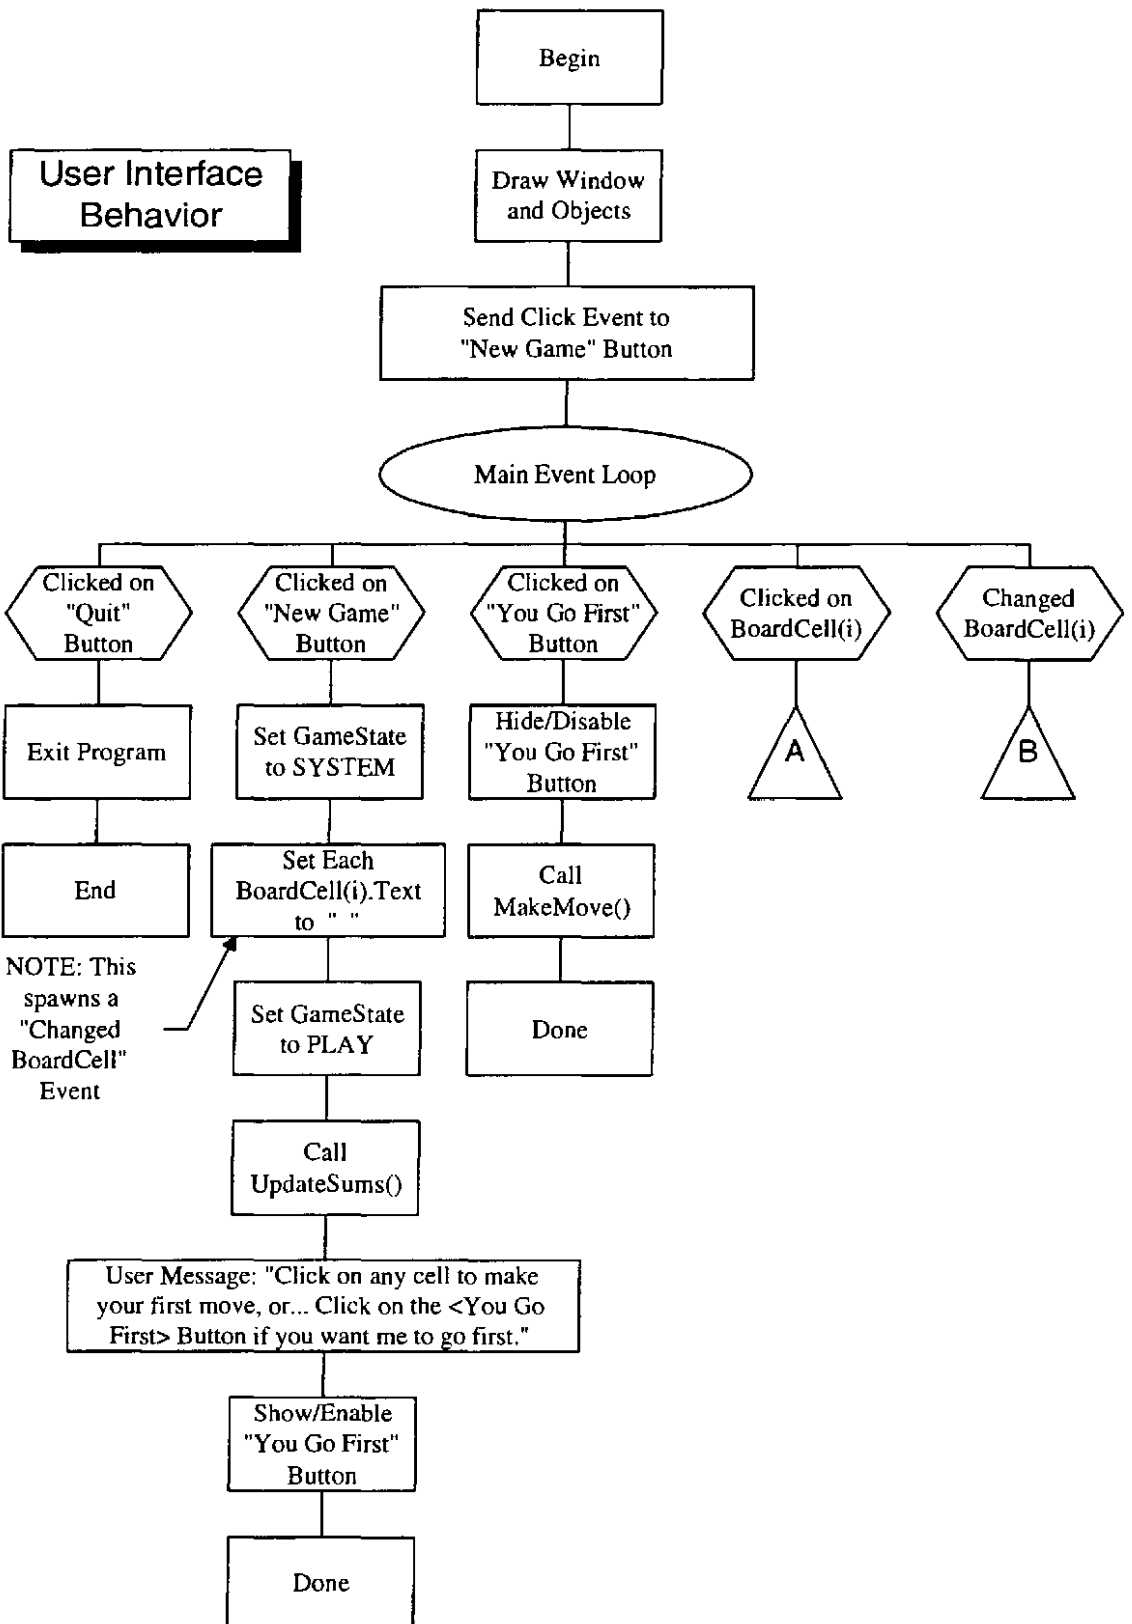 Begin
User Interface
Behavior
Draw Window
and Objects
Send Click Event to
"New Game" Button
Main Event Loop
Clicked on
"Quit"
Button
Clicked on
"New Game"
Button
Clicked on
"You Go First"
Button
Clicked on
BoardCell(i)
Changed
BoardCell(i)
Exit Program
Set GameState
to SYSTEM
Hide/Disable
"You Go First"
Button
A
B
End
Set Each
BoardCell(i).Text
to " "
Call
MakeMove()
NOTE: This
spawns a
"Changed
BoardCell"
Event
Set GameState
to PLAY
Done
Call
UpdateSums()
User Message: "Click on any cell to make
your first move, or... Click on the <You Go
First> Button if you want me to go first."
Show/Enable
"You Go First"
Button
Done